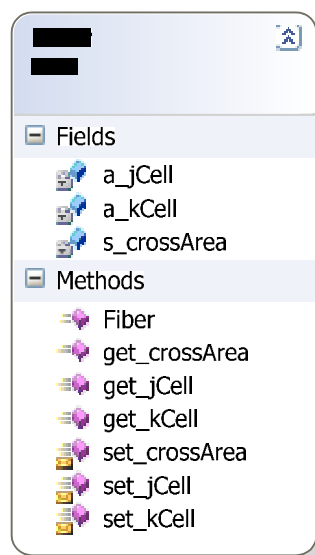 Fields
a_jCell
a_kCell
s_crossArea
Methods
Fiber
get_crossArea
get_jCell
get_kCell
set_crossArea
set_jCell
set_kCell